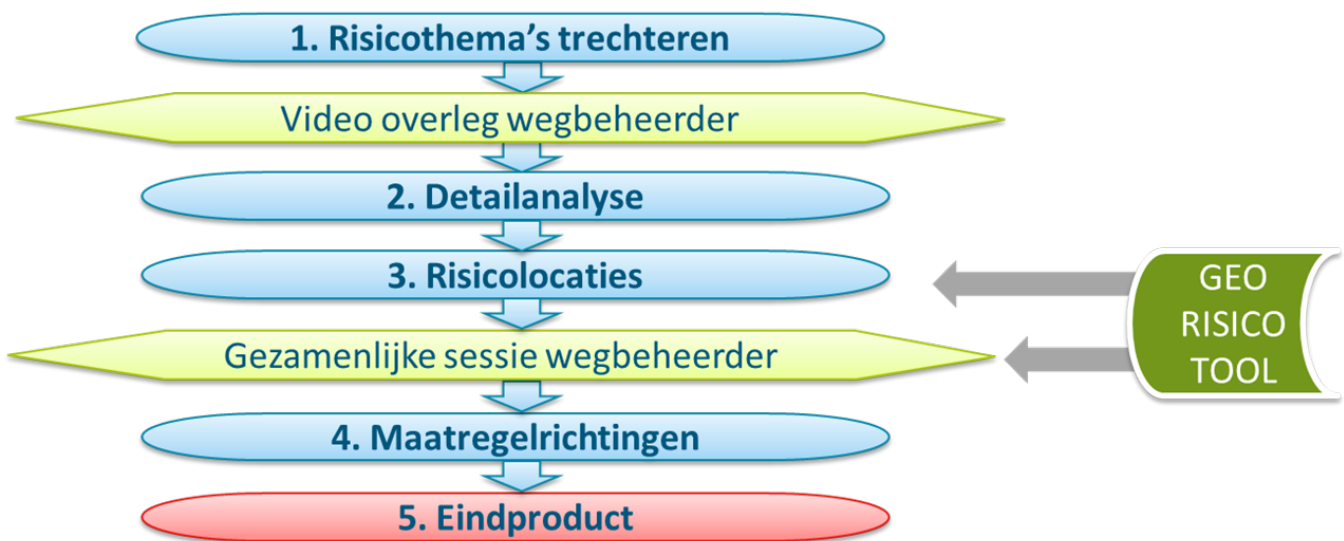 1. Risicothema's trechteren
Video overleg wegbeheerder
2. Detailanalyse
3. Risicolocaties
Gezamenlijke sessie wegbeheerder
4. Maatregelrichtingen
5. Eindproduct
GEO
RISICO
TOOL